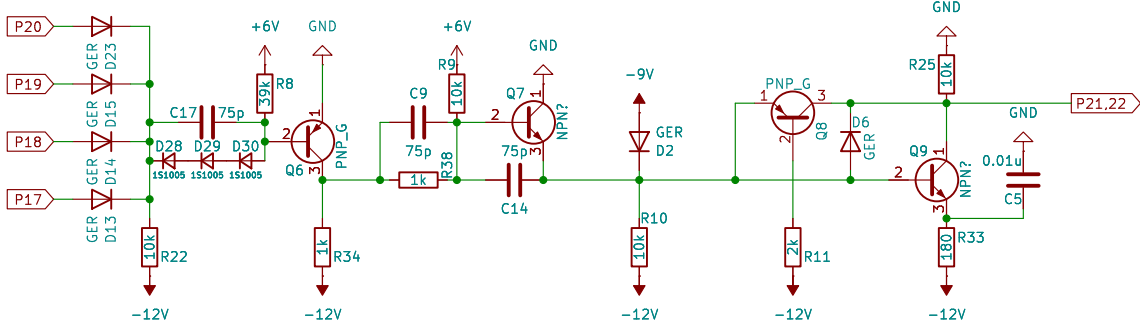 P20
GER
D23
P19
GER
D15
P18
GER
D14
P17
GER
D13
10k
R22
-12V
C17
75p
D28
1S1005
D29
1S1005
D30
1S1005
+6V
39k
R8
GND
1
2
3
Q6
PNP_G
1k
R34
-12V
C9
75p
1k
R38
+6V
R9
10k
GND
Q7
1
2
3
NPN?
75p
C14
-9V
GER
D2
R10
10k
-12V
PNP_G
1
3
2
Q8
2k
R11
-12V
D6
GER
GND
R25
10k
P21,22
Q9
1
2
3
NPN?
GND
0.01u
C5
180
R33
-12V